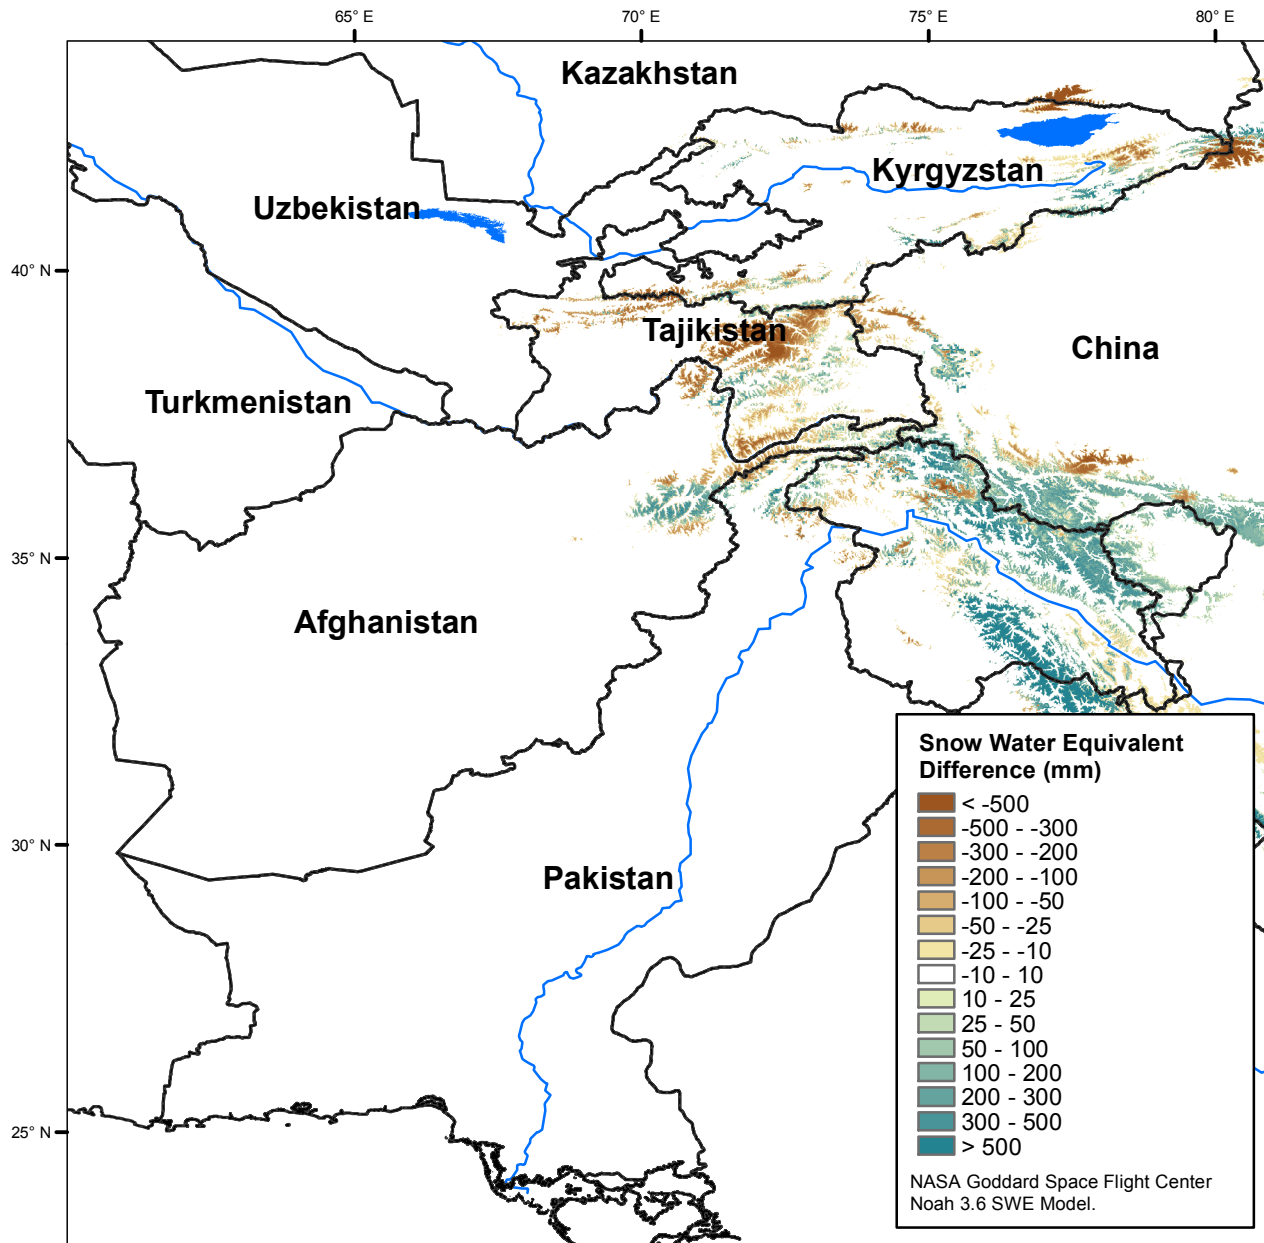 65° E
70° E
75° E
80° E
Kazakhstan
Kyrgyzstan
Uzbekistan
40° N
Tajikistan
China
Turkmenistan
35° N
Afghanistan
Snow Water Equivalent
Difference (mm)
< -500
-500 - -300
-300 - -200
-200 - -100
-100 - -50
-50 - -25
-25 - -10
-10 - 10
10 - 25
25 - 50
50 - 100
100 - 200
200 - 300
300 - 500
> 500
30° N
Pakistan
25° N
NASA Goddard Space Flight Center
Noah 3.6 SWE Model.